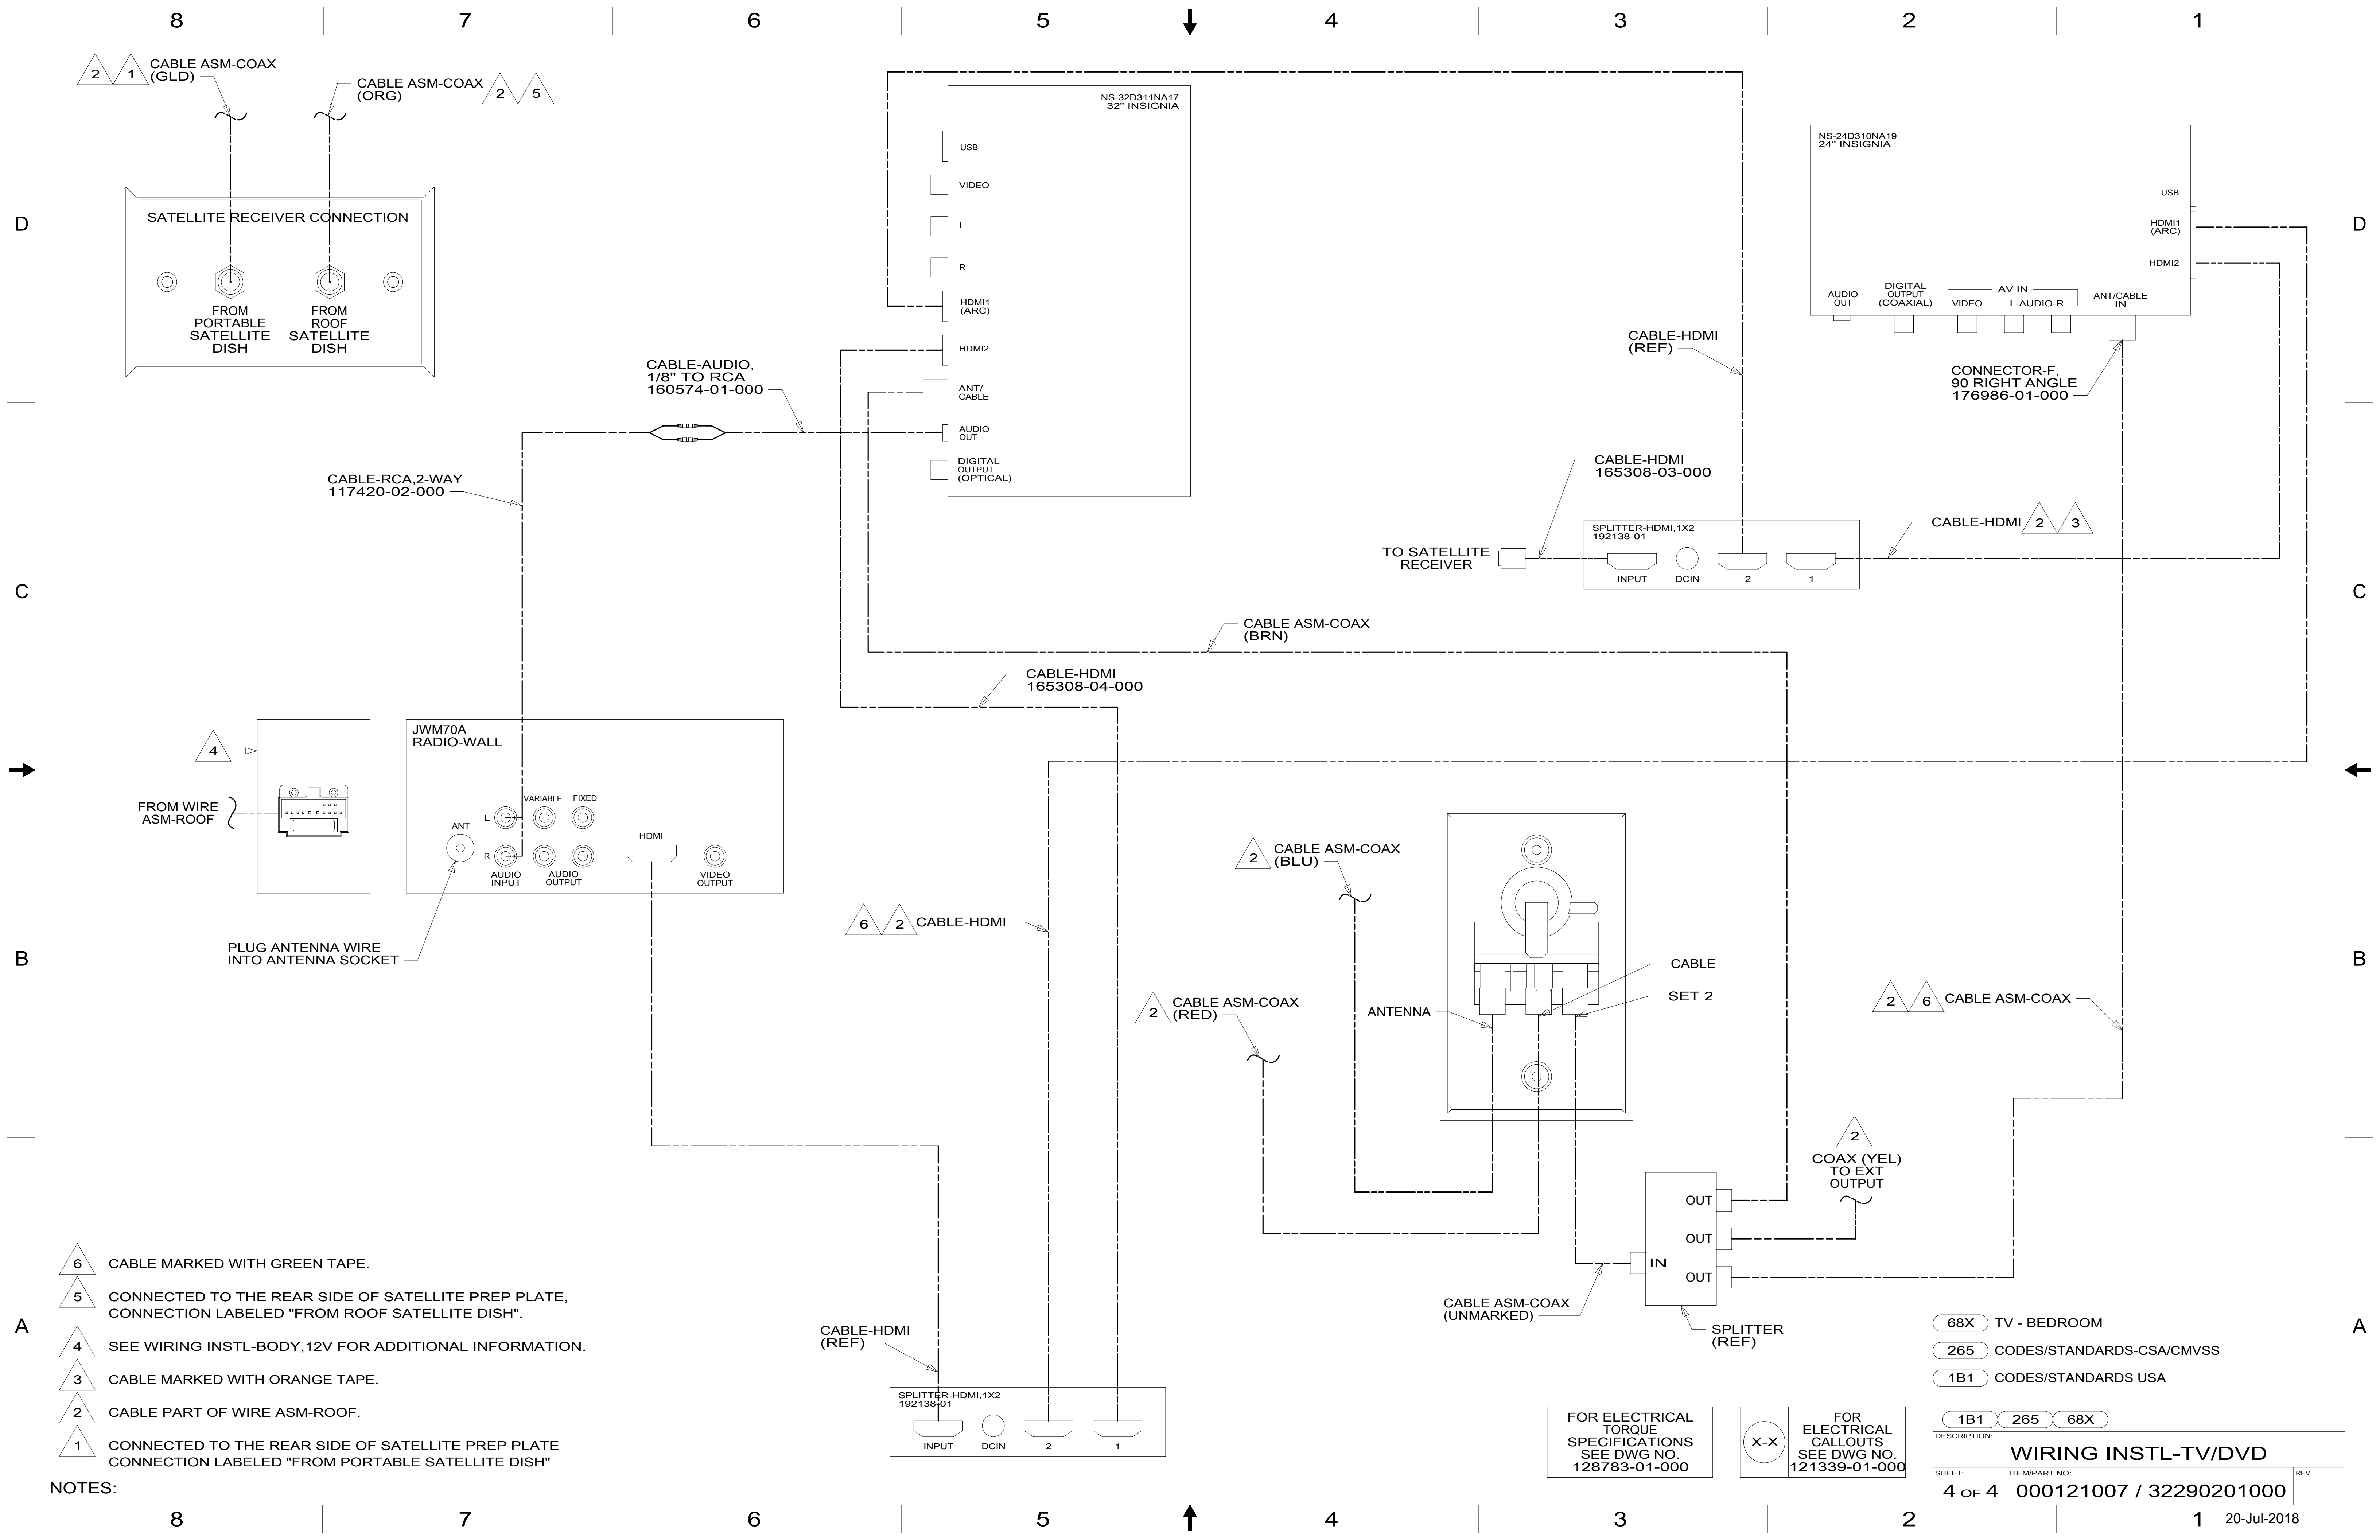 8 7 6 5 4 3 2 1
2 1 CABLE ASM-COAX
(GLD)
CABLE ASM-COAX
(ORG) 2 5
SATELLITE RECEIVER CONNECTION
FROM
PORTABLE
SATELLITE
DISH
FROM
ROOF
SATELLITE
DISH
NS-32D311NA17
32" INSIGNIA
USB
VIDEO
L
R
HDMI1
(ARC)
HDMI2
ANT/
CABLE
AUDIO
OUT
DIGITAL
OUTPUT
(OPTICAL)
NS-24D310NA19
24" INSIGNIA
USB
HDMI1
(ARC)
HDMI2
AUDIO
OUT
DIGITAL
OUTPUT
(COAXIAL)
AV IN
VIDEO L-AUDIO-R
ANT/CABLE
IN
D D
CABLE-HDMI
(REF)
CONNECTOR-F,
90 RIGHT ANGLE
176986-01-000
CABLE-AUDIO,
1/8" TO RCA
160574-01-000
CABLE-RCA,2-WAY
117420-02-000
CABLE-HDMI
165308-03-000
TO SATELLITE
RECEIVER
SPLITTER-HDMI,1X2
192138-01
INPUT DCIN 2 1
CABLE-HDMI 2 3
C C
CABLE ASM-COAX
(BRN)
CABLE-HDMI
165308-04-000
4
FROM WIRE
ASM-ROOF
JWM70A
RADIO-WALL
VARIABLE FIXED
ANT
L
R
AUDIO
INPUT
AUDIO
OUTPUT
HDMI
VIDEO
OUTPUT
PLUG ANTENNA WIRE
INTO ANTENNA SOCKET
2 CABLE ASM-COAX
(BLU)
6 2 CABLE-HDMI
2 CABLE ASM-COAX
(RED)
CABLE
SET 2
ANTENNA
2 6 CABLE ASM-COAX
B B
2
COAX (YEL)
TO EXT
OUTPUT
OUT
OUT
OUT
IN
CABLE ASM-COAX
(UNMARKED)
SPLITTER
(REF)
CABLE-HDMI
(REF)
SPLITTER-HDMI,1X2
192138-01
INPUT DCIN 2 1
A A
6 CABLE MARKED WITH GREEN TAPE.
5 CONNECTED TO THE REAR SIDE OF SATELLITE PREP PLATE,
CONNECTION LABELED "FROM ROOF SATELLITE DISH".
4 SEE WIRING INSTL-BODY,12V FOR ADDITIONAL INFORMATION.
3 CABLE MARKED WITH ORANGE TAPE.
2 CABLE PART OF WIRE ASM-ROOF.
1 CONNECTED TO THE REAR SIDE OF SATELLITE PREP PLATE
CONNECTION LABELED "FROM PORTABLE SATELLITE DISH"
NOTES:
68X TV - BEDROOM
265 CODES/STANDARDS-CSA/CMVSS
1B1 CODES/STANDARDS USA
1B1 265 68X
FOR ELECTRICAL
TORQUE
SPECIFICATIONS
SEE DWG NO.
128783-01-000
X-X
FOR
ELECTRICAL
CALLOUTS
SEE DWG NO.
121339-01-000
DESCRIPTION:
WIRING INSTL-TV/DVD
SHEET:
4 OF 4
ITEM/PART NO:
000121007 / 32290201000
REV
8 7 6 5 4 3 2 1
20-Jul-2018